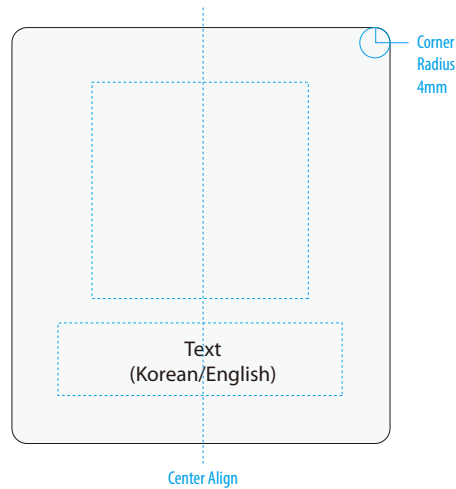 Corner
Radius
4mm
Text
(Korean/English)
Center Align